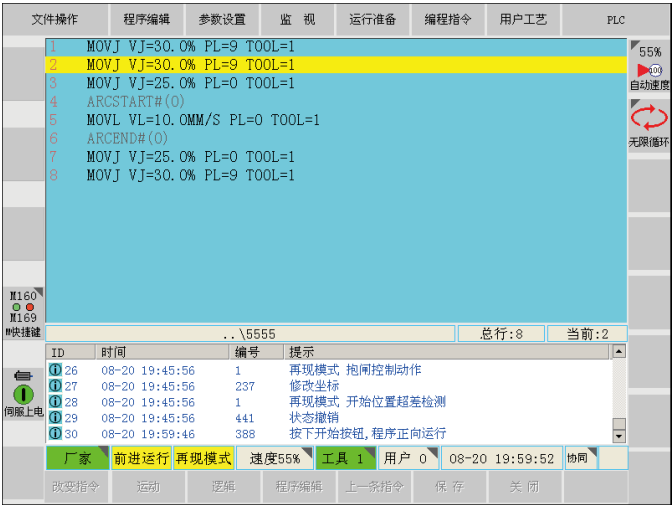 文件操作 程序编辑 参数设置 监 视 运行准备 编程指令 用户工艺 PLC
1 MOVJ VJ=30.0% PL=9 TOOL=1
2 MOVJ VJ=30.0% PL=9 TOOL=1
3 MOVJ VJ=25.0% PL=0 TOOL=1
4 ARCSTART#(0)
5 MOVL VL=10.0MM/S PL=0 TOOL=1
6 ARCEND#(0)
7 MOVJ VJ=25.0% PL=0 TOOL=1
8 MOVJ VJ=30.0% PL=9 TOOL=1
55%
100
自动速度
无限循环
M160
M169
M快捷键
伺服上电
..\5555 总行:8 当前:2
ID 时间 编号 提示
26 08-20 19:45:56 1 再现模式 抱闸控制动作
27 08-20 19:45:56 237 修改坐标
28 08-20 19:45:56 1 再现模式 开始位置超差检测
29 08-20 19:45:56 441 状态撤销
30 08-20 19:59:46 388 按下开始按钮,程序正向运行
厂家 前进运行 再现模式 速度55% 工具 1 用户 0 08-20 19:59:52 协同
改变指令 运动 逻辑 程序编辑 上一条指令 保 存 关 闭